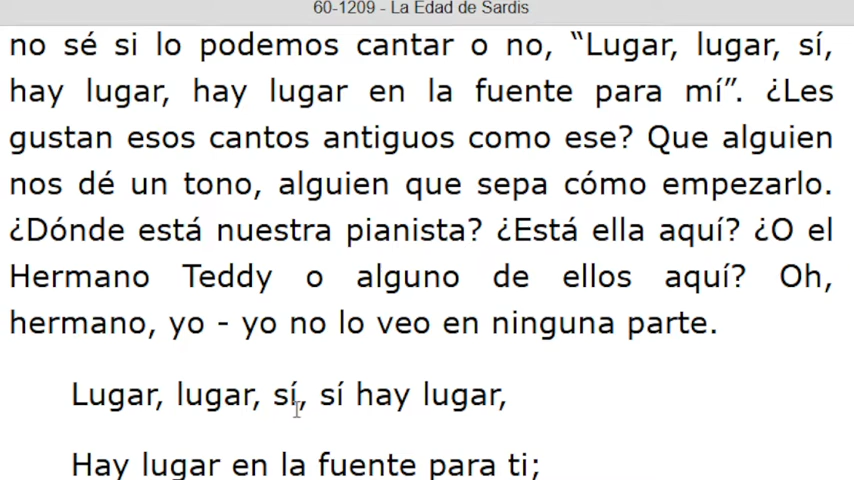 60-1209 - La Edad de Sardis
no sé si lo podemos cantar o no, “Lugar, lugar, sí,
hay lugar, hay lugar en la fuente para mí”. ¿Les
gustan esos cantos antiguos como ese? Que alguien
nos dé un tono, alguien que sepa cómo empezarlo.
¿Dónde está nuestra pianista? ¿Está ella aquí? ¿O el
Hermano Teddy o alguno de ellos aquí? Oh,
hermano, yo - yo no lo veo en ninguna parte.
Lugar, lugar, sí, sí hay lugar,
Hay lugar en la fuente para ti;